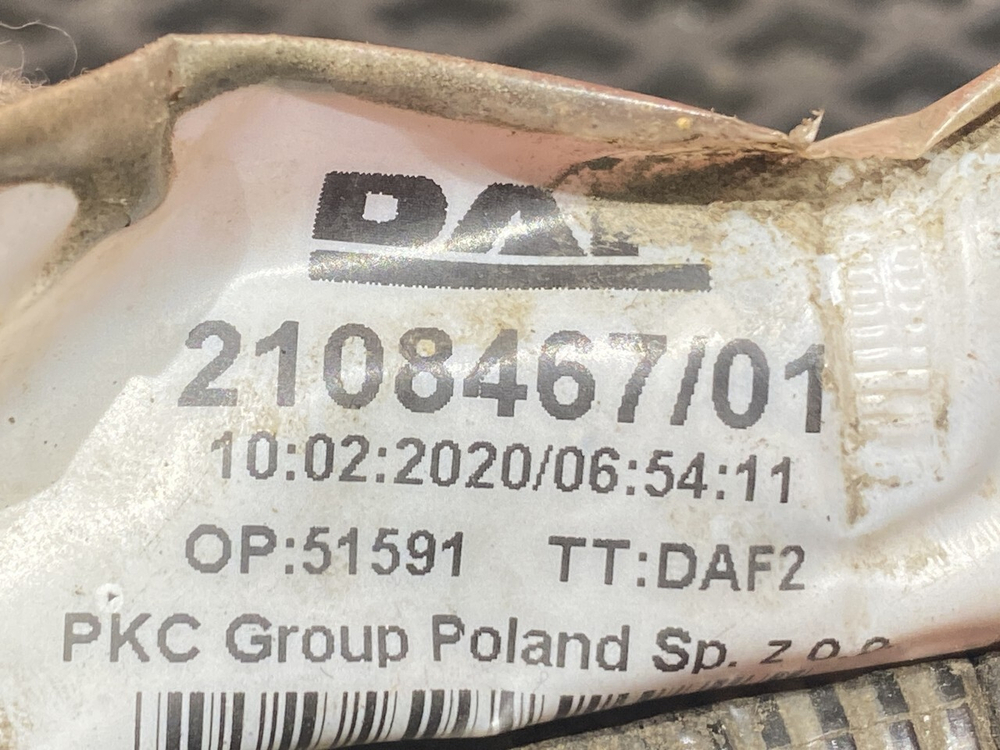 DAF
2108467/01
10:02:2020/06:54:11
OP:51591 TT:DAF2
PKC Group Poland Sp. z o.o.